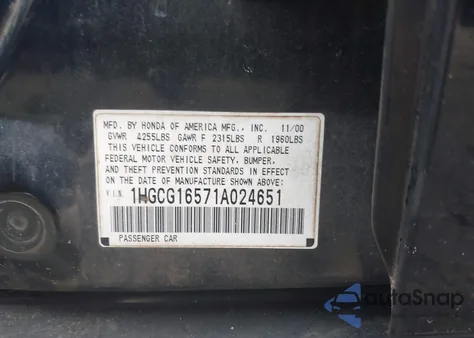 MFD. BY HONDA OF AMERICA MFG., INC. 11/00
GVWR 4255LBS GAWR F 2315LBS R 1960LBS
THIS VEHICLE CONFORMS TO ALL APPLICABLE
FEDERAL MOTOR VEHICLE SAFETY, BUMPER,
AND THEFT PREVENTION STANDARDS IN EFFECT
ON THE DATE OF MANUFACTURE SHOWN ABOVE:
V.I.N. 1HGCG16571A024651
PASSENGER CAR
autoSnap